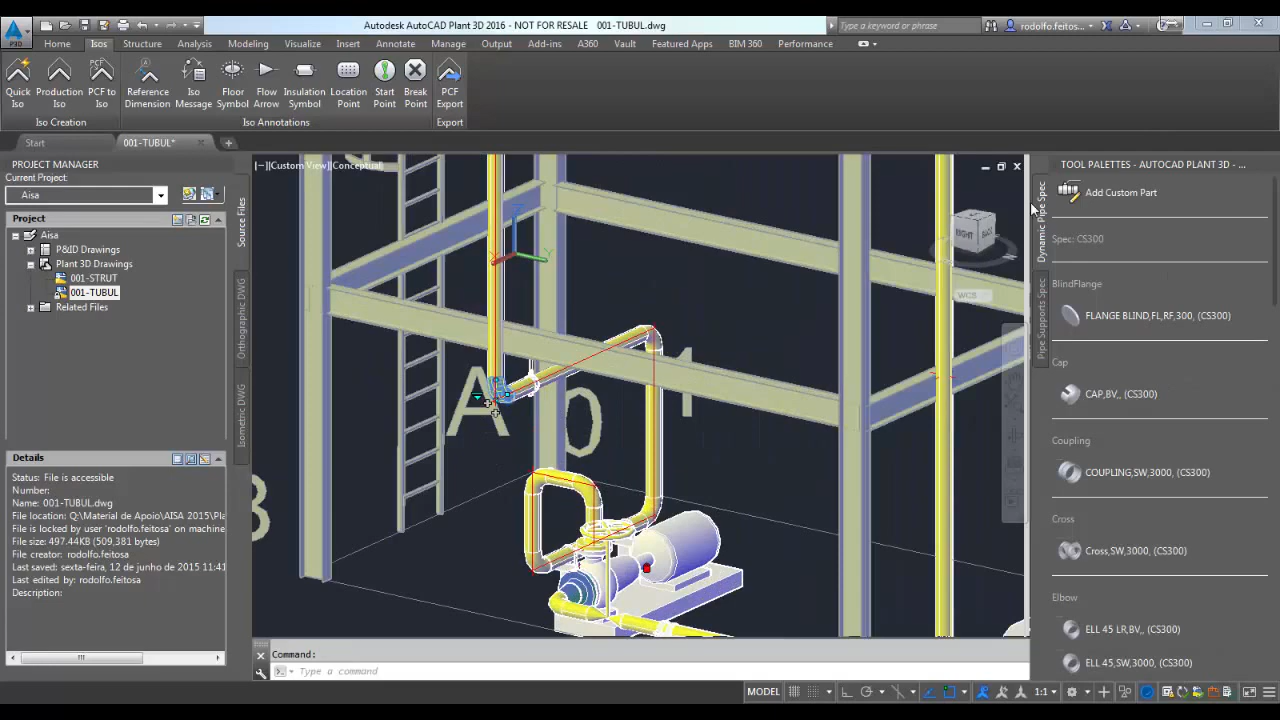 Autodesk AutoCAD Plant 3D 2016 - NOT FOR RESALE 001-TUBUL.dwg
Type a keyword or phrase
rodolfo.feitos...
P3D
Home Isos Structure Analysis Modeling Visualize Insert Annotate Manage Output Add-ins A360 Vault Featured Apps BIM 360 Performance
Quick Iso
Production Iso
PCF to Iso
Reference Dimension
Iso Message
Floor Symbol
Flow Arrow
Insulation Symbol
Location Point
Start Point
Break Point
PCF Export
Iso Creation
Iso Annotations
Export
Start
001-TUBUL*
PROJECT MANAGER
Current Project:
Aisa
Project
Aisa
P&ID Drawings
Plant 3D Drawings
001-STRUT
001-TUBUL
Related Files
Source Files
Orthographic DWG
Isometric DWG
Details
Status: File is accessible
Number:
Name: 001-TUBUL.dwg
File location: Q:\Material de Apoio\AISA 2015\Plan
File is locked by user 'rodolfo.feitosa' on machine
File size: 497.44KB (509,381 bytes)
File creator: rodolfo.feitosa
Last saved: sexta-feira, 12 de junho de 2015 11:41
Last edited by: rodolfo.feitosa
Description:
[−][Custom View][Conceptual]
RIGHT
BACK
WCS
A
0
1
B
X
Y
Command:
Type a command
TOOL PALETTES - AUTOCAD PLANT 3D - ...
Dynamic Pipe Spec
Pipe Supports Spec
Add Custom Part
Spec: CS300
BlindFlange
FLANGE BLIND,FL,RF,300, (CS300)
Cap
CAP,BV,, (CS300)
Coupling
COUPLING,SW,3000, (CS300)
Cross
Cross,SW,3000, (CS300)
Elbow
ELL 45 LR,BV,, (CS300)
ELL 45,SW,3000, (CS300)
MODEL
1:1